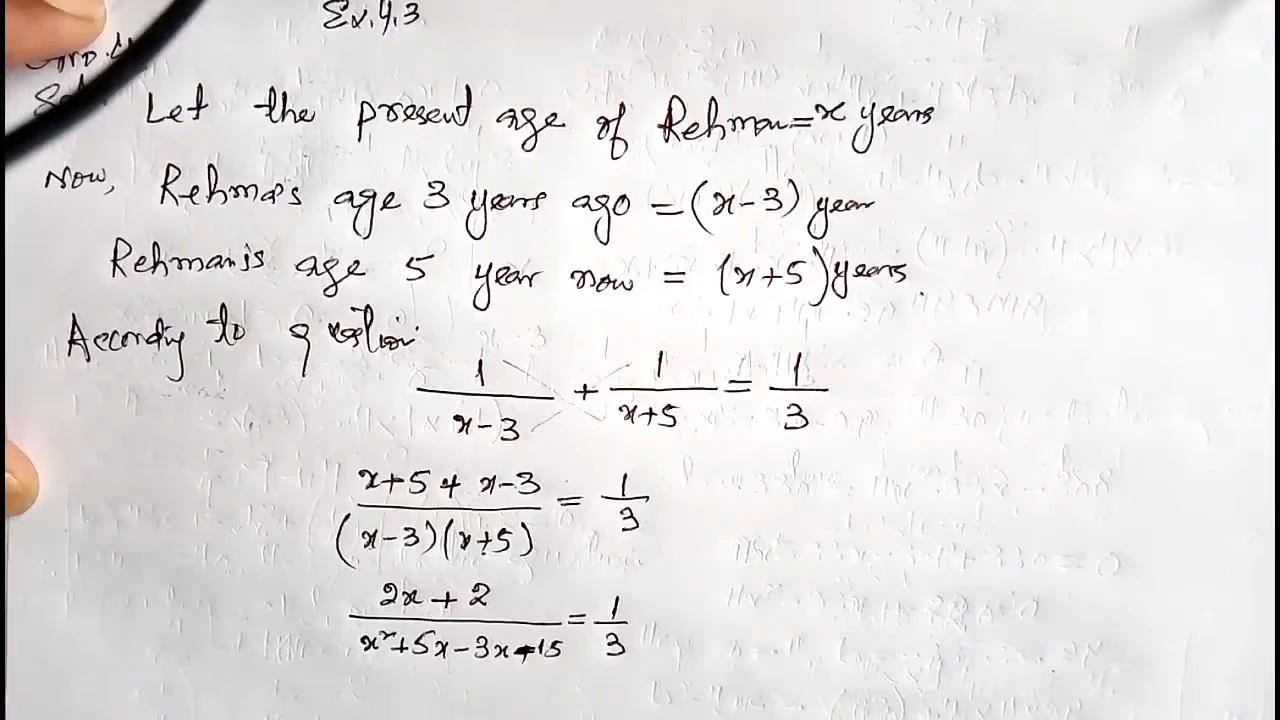 Ex.4.3
Let the present age of Rehman = x years
Now, Rehma's age 3 years ago = (x-3) year
Rehman's age 5 year now = (x+5) years
According to question
1/(x-3) + 1/(x+5) = 1/3
(x+5+x-3)/((x-3)(x+5)) = 1/3
(2x+2)/(x²+5x-3x-15) = 1/3